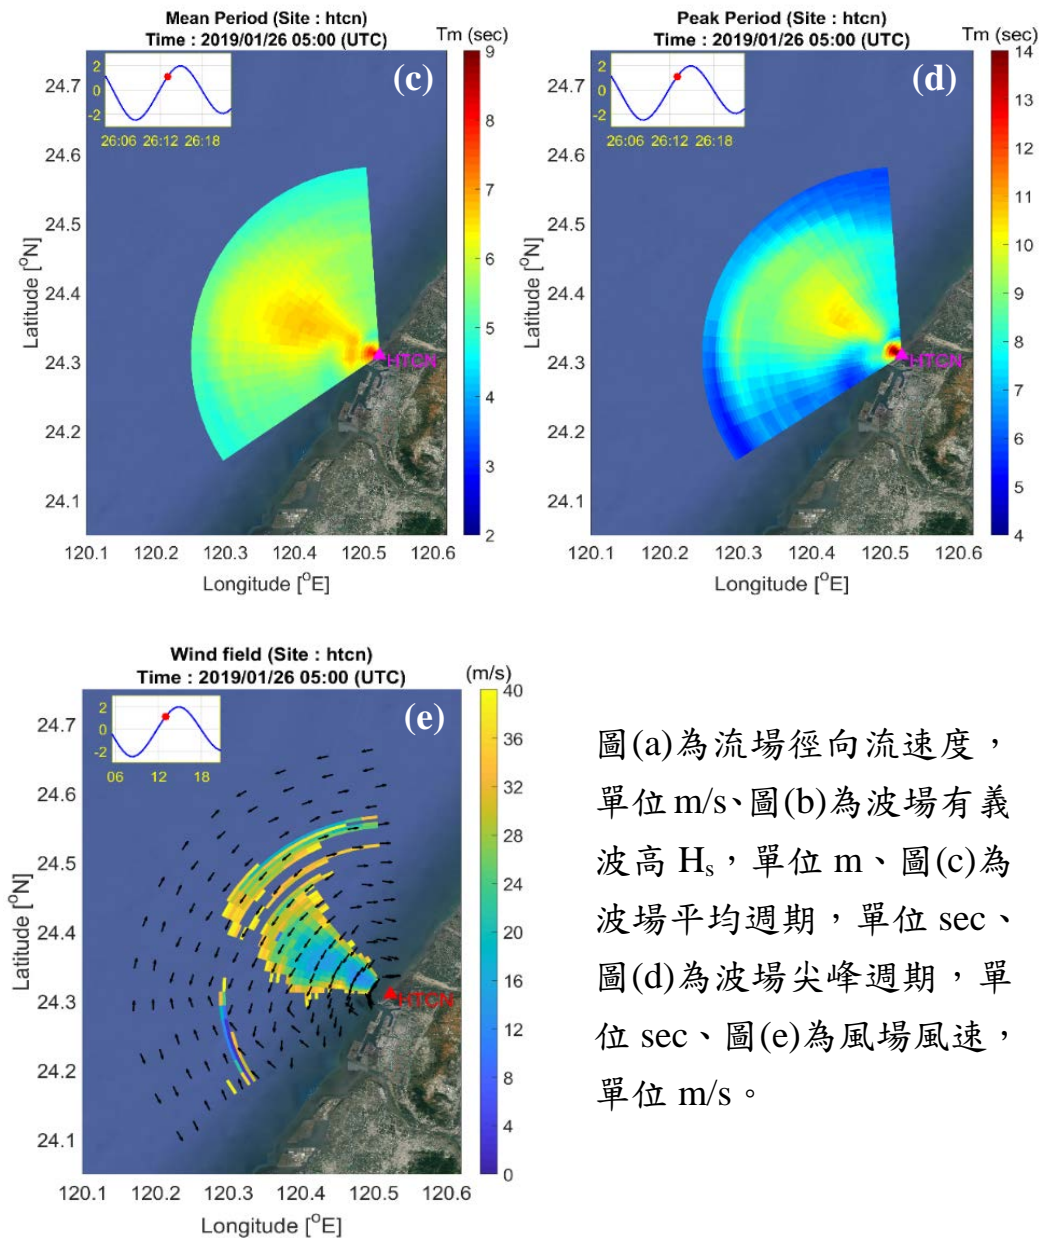 Mean Period (Site : htcn)
Time : 2019/01/26 05:00 (UTC)
Tm (sec)
(c)
2
0
-2
26:06 26:12 26:18
24.7
24.6
24.5
24.4
24.3
24.2
24.1
Latitude [°N]
HTCN
120.1 120.2 120.3 120.4 120.5 120.6
Longitude [°E]
9
8
7
6
5
4
3
2
Peak Period (Site : htcn)
Time : 2019/01/26 05:00 (UTC)
Tm (sec)
(d)
2
0
-2
26:06 26:12 26:18
24.7
24.6
24.5
24.4
24.3
24.2
24.1
Latitude [°N]
HTCN
120.1 120.2 120.3 120.4 120.5 120.6
Longitude [°E]
14
13
12
11
10
9
8
7
6
5
4
Wind field (Site : htcn)
Time : 2019/01/26 05:00 (UTC)
(m/s)
(e)
2
0
-2
06 12 18
24.7
24.6
24.5
24.4
24.3
24.2
24.1
Latitude [°N]
HTCN
120.1 120.2 120.3 120.4 120.5 120.6
Longitude [°E]
40
36
32
28
24
20
16
12
8
4
0
圖(a)為流場徑向流速度，
單位 m/s、圖(b)為波場有義
波高 Hs，單位 m、圖(c)為
波場平均週期，單位 sec、
圖(d)為波場尖峰週期，單
位 sec、圖(e)為風場風速，
單位 m/s。